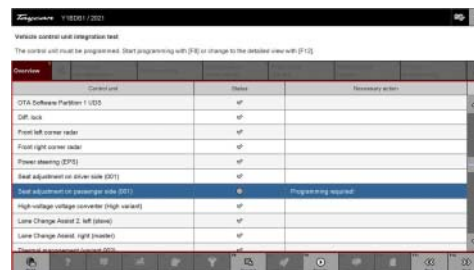 Taycan Y1BDB1 / 2021
Vehicle control unit integration test
The control unit must be programmed. Start programming with [F8] or change to the detailed view with [F12].
Overview
Control unit Status Necessary action
OTA Software Partition 1 UDS
Diff. lock
Front left corner radar
Front right corner radar
Power steering (EPS)
Seat adjustment on driver side (001)
Seat adjustment on passenger side (001) Programming required!
High-voltage voltage converter (High variant)
Lane Change Assist 2, left (slave)
Lane Change Assist, right (master)
Thermal management (variant 002)